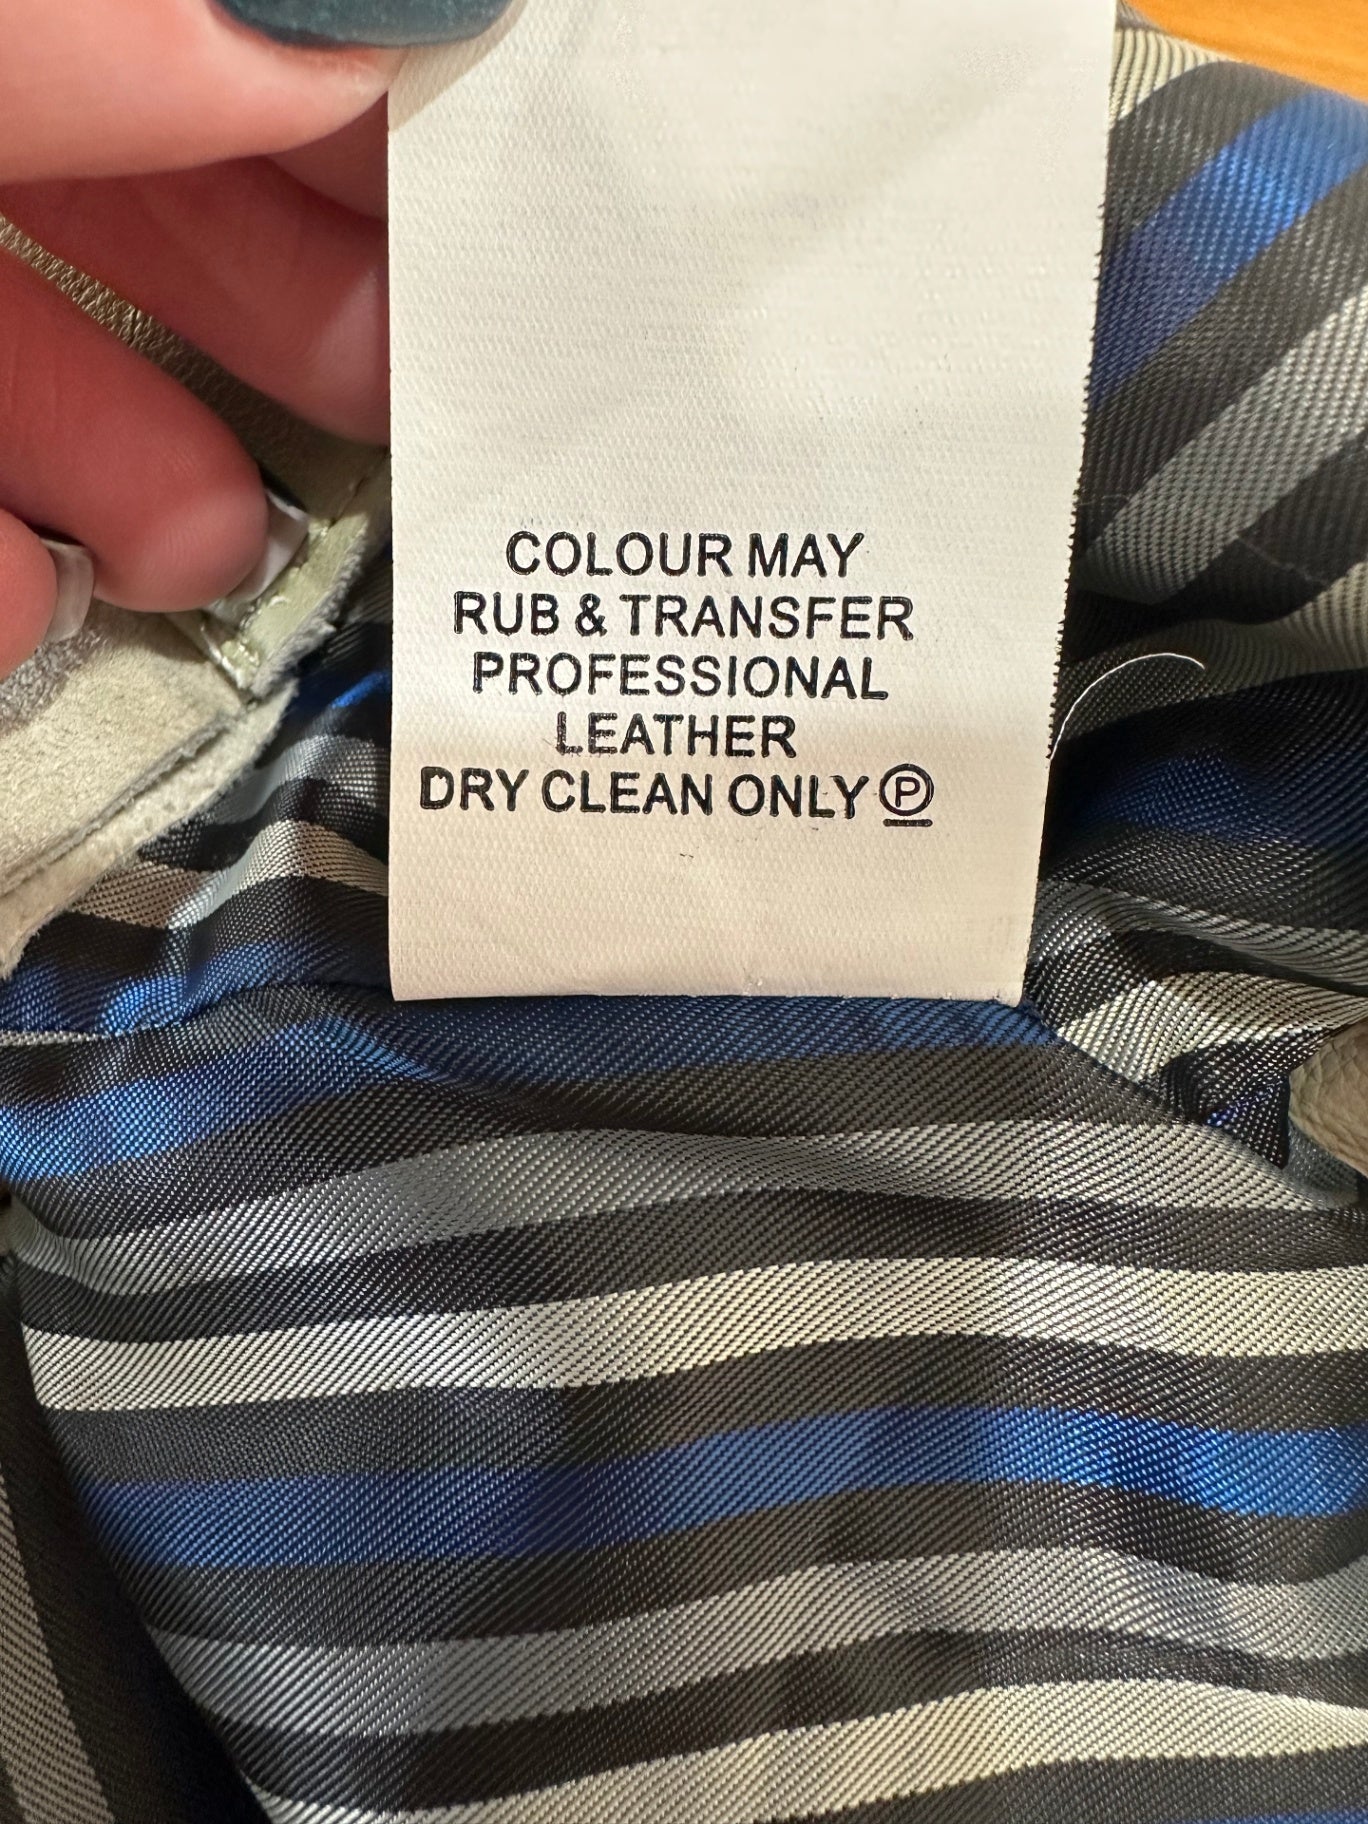 COLOUR MAY
RUB & TRANSFER
PROFESSIONAL
LEATHER
DRY CLEAN ONLY Ⓟ